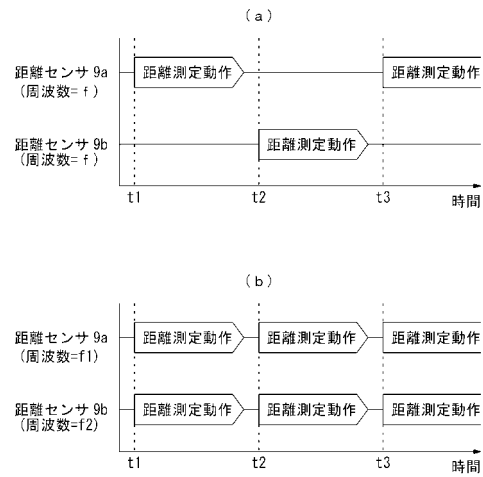 (a)
距離センサ 9a
(周波数= f )
距離測定動作
距離測定動作
距離センサ 9b
(周波数= f )
距離測定動作
t1
t2
t3
時間
(b)
距離センサ 9a
(周波数=f1)
距離測定動作
距離測定動作
距離測定動作
距離センサ 9b
(周波数=f2)
距離測定動作
距離測定動作
距離測定動作
t1
t2
t3
時間